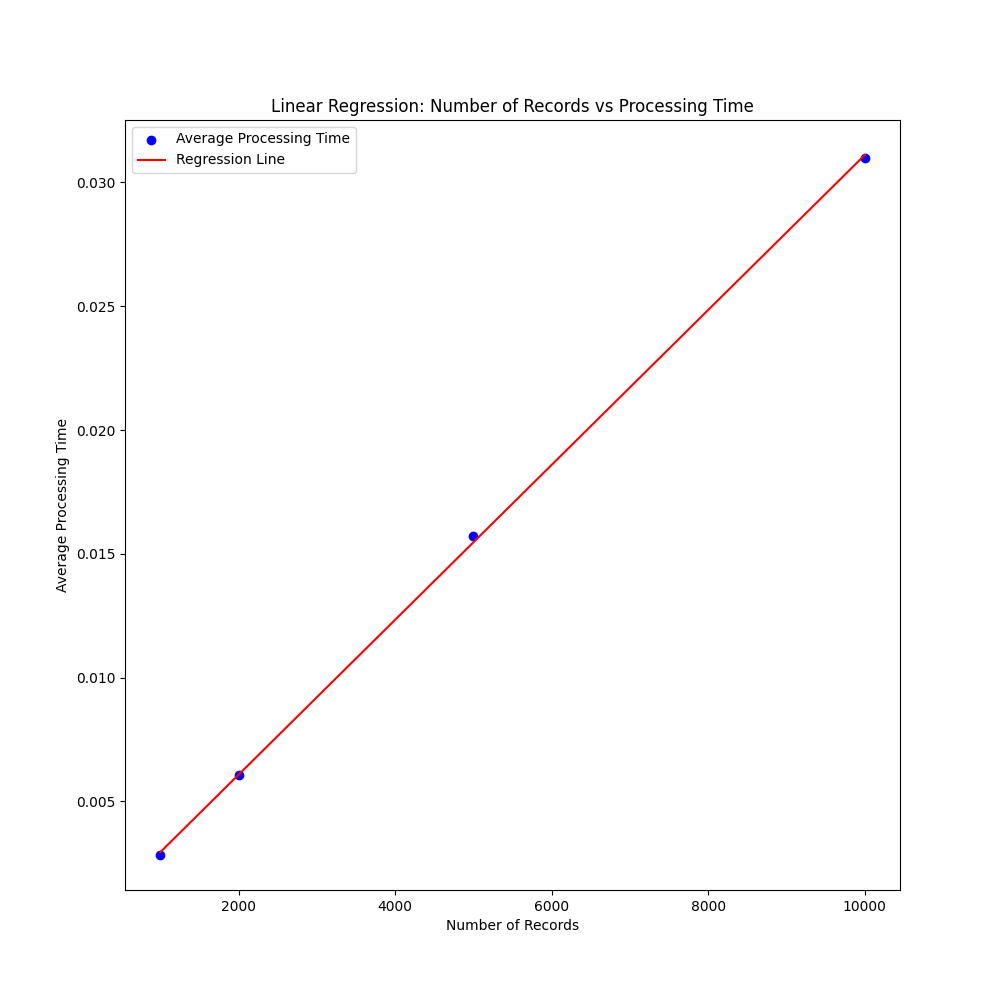 Linear Regression: Number of Records vs Processing Time
Average Processing Time
Regression Line
0.030
0.025
0.020
0.015
0.010
0.005
Average Processing Time
2000
4000
6000
8000
10000
Number of Records